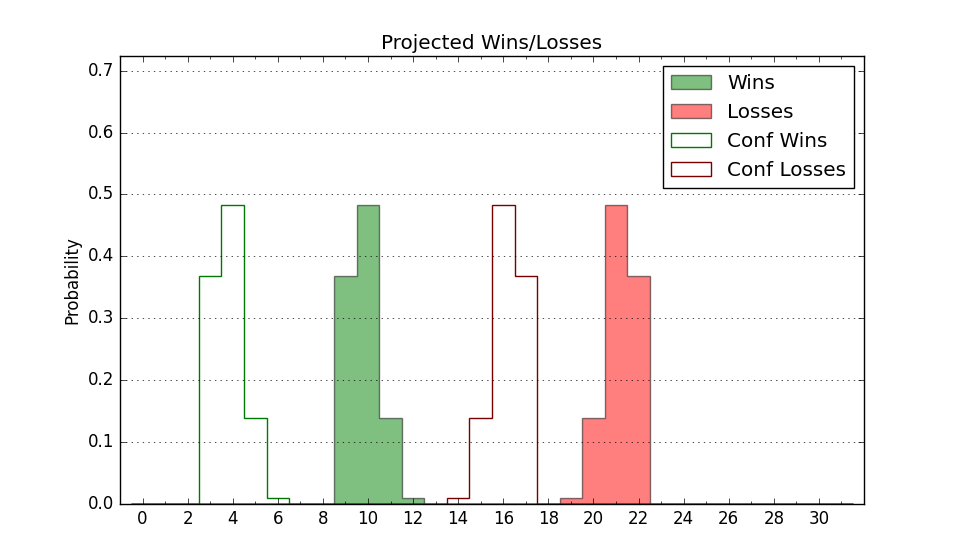 Projected Wins/Losses
0.7
0.6
0.5
0.4
0.3
0.2
0.1
0.0
Probability
Wins
Losses
Conf Wins
Conf Losses
0 2 4 6 8 10 12 14 16 18 20 22 24 26 28 30